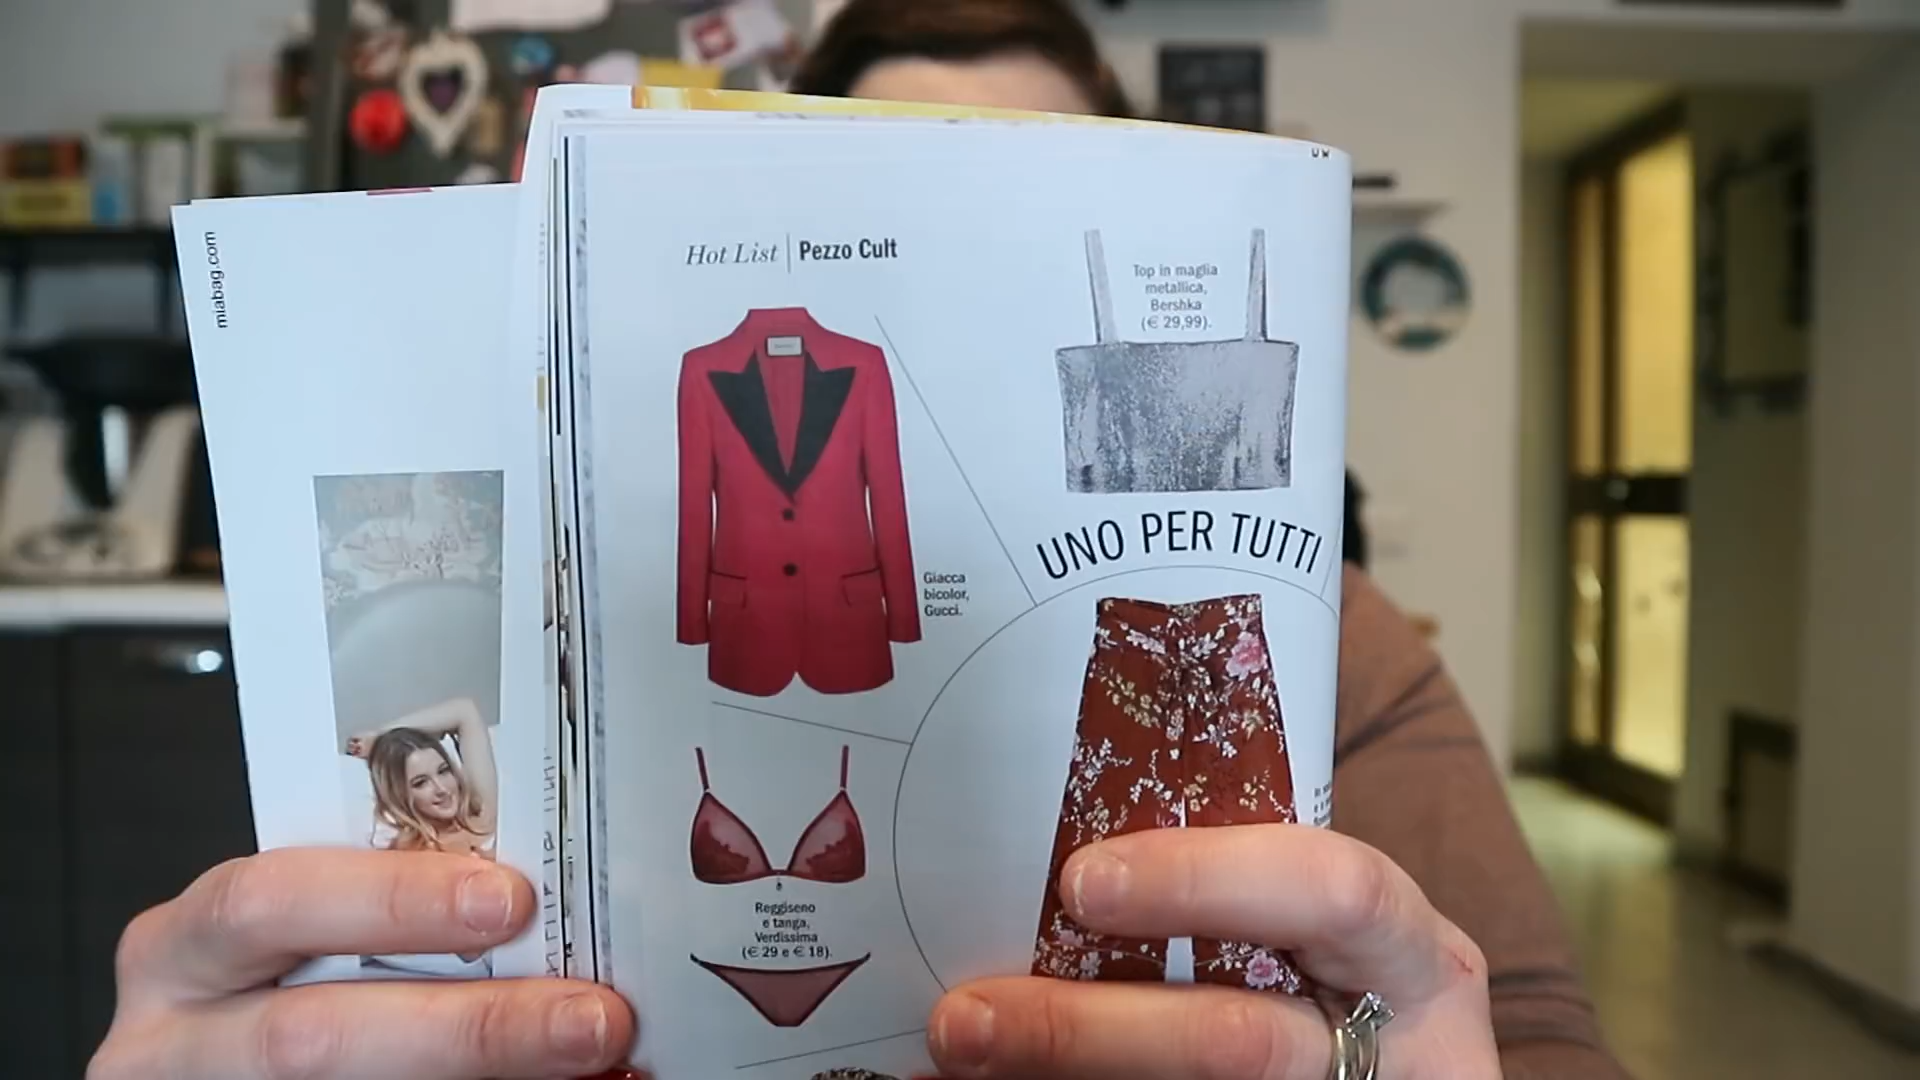 miabag.com
Hot List | Pezzo Cult
Top in maglia
metallica,
Bershka
(€ 29,99).
UNO PER TUTTI
Giacca
bicolor,
Gucci.
Reggiseno
e tanga,
Verdissima
(€ 29 e € 18).